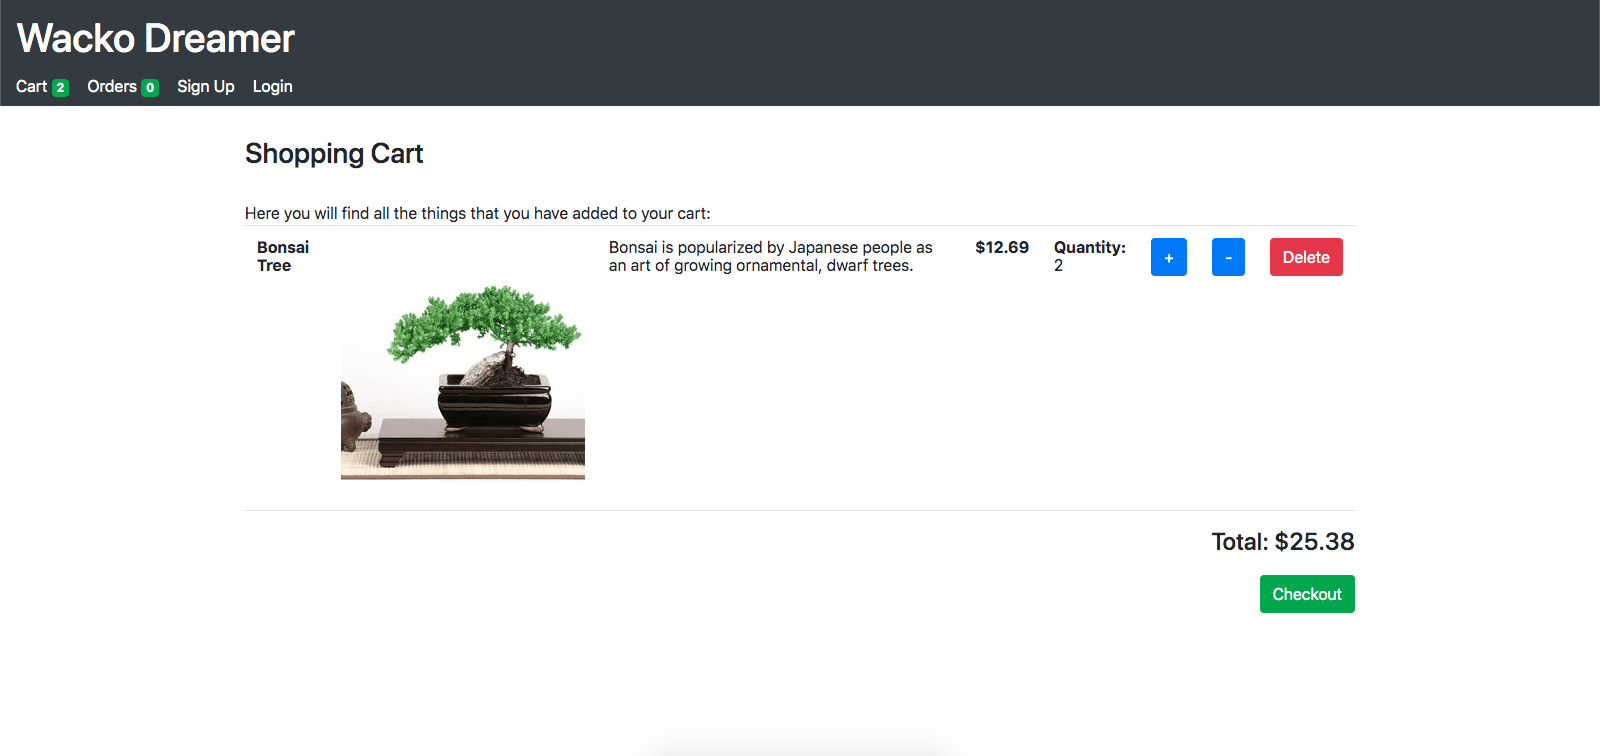 Wacko Dreamer
Cart 2 Orders 0 Sign Up Login
Shopping Cart
Here you will find all the things that you have added to your cart:
Bonsai
Tree
Bonsai is popularized by Japanese people as
an art of growing ornamental, dwarf trees.
$12.69
Quantity:
2
+
-
Delete
Total: $25.38
Checkout